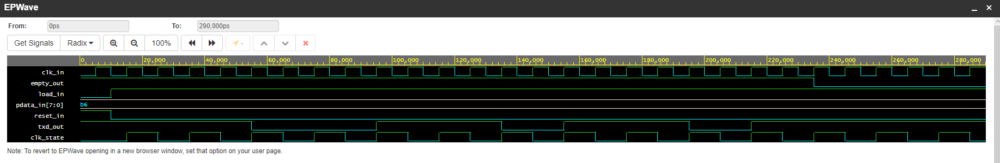 EPWave
From: 0ps To: 290,000ps
Get Signals Radix 100% -
0 20,000 40,000 60,000 80,000 100,000 120,000 140,000 160,000 180,000 200,000 220,000 240,000 260,000 280,000
clk_in
empty_out
load_in
pdata_in[7:0] b6
reset_in
txd_out
clk_state
Note: To revert to EPWave opening in a new browser window, set that option on your user page.